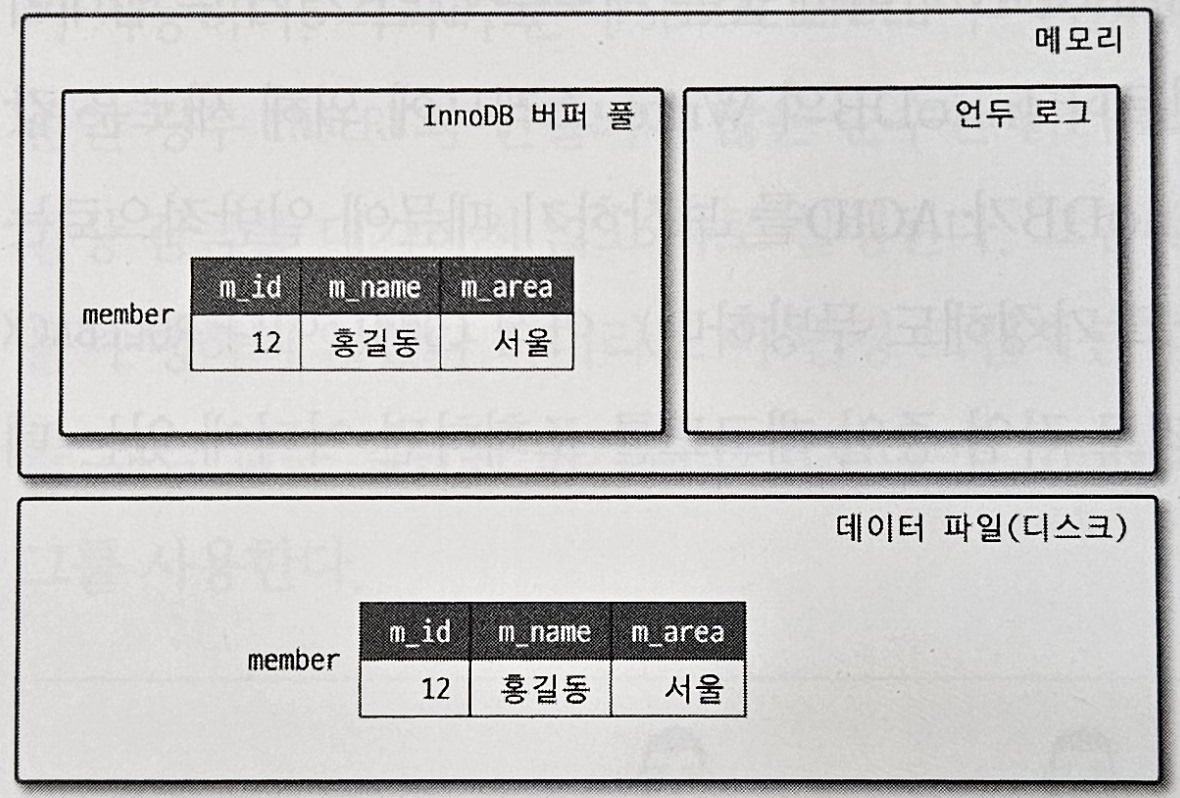 메모리
InnoDB 버퍼 풀
언두 로그
m_id m_name m_area
member
12 홍길동 서울
데이터 파일(디스크)
m_id m_name m_area
member
12 홍길동 서울